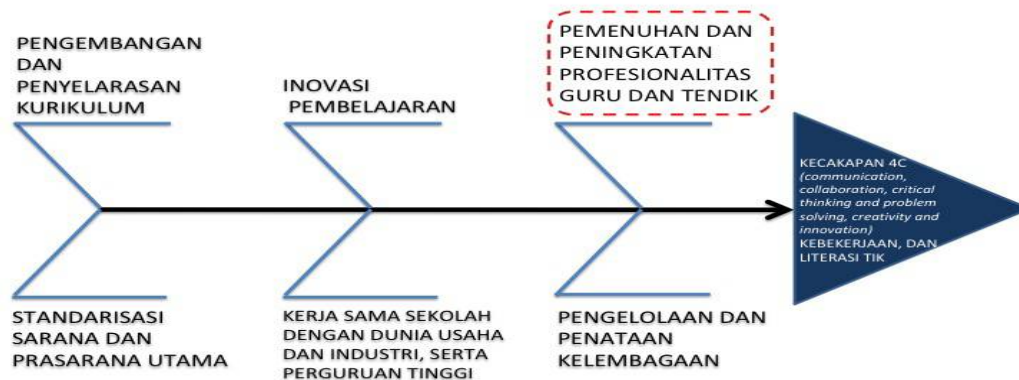 PENGEMBANGAN
DAN
PENYELARASAN
KURIKULUM
INOVASI
PEMBELAJARAN
PEMENUHAN DAN
PENINGKATAN
PROFESIONALITAS
GURU DAN TENDIK
KECAKAPAN 4C
(communication,
collaboration, critical
thinking and problem
solving, creativity and
innovation)
KEBEKERJAAN, DAN
LITERASI TIK
STANDARISASI
SARANA DAN
PRASARANA UTAMA
KERJA SAMA SEKOLAH
DENGAN DUNIA USAHA
DAN INDUSTRI, SERTA
PERGURUAN TINGGI
PENGELOLAAN DAN
PENATAAN
KELEMBAGAAN